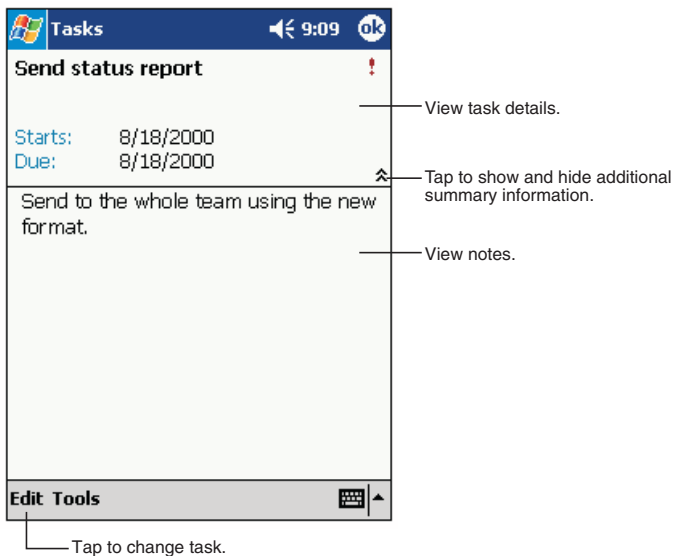 Tasks 9:09 ok
Send status report !
View task details.
Starts: 8/18/2000
Due: 8/18/2000
Tap to show and hide additional
summary information.
Send to the whole team using the new
format.
View notes.
Edit Tools
Tap to change task.